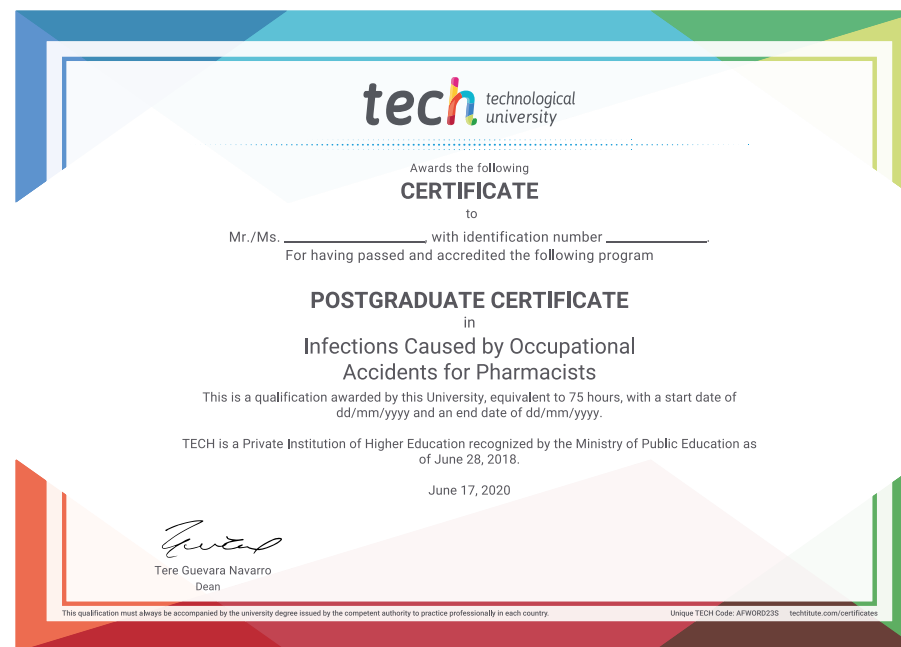 tech technological
university
Awards the following
CERTIFICATE
to
Mr./Ms. ____________________, with identification number ______________.
For having passed and accredited the following program
POSTGRADUATE CERTIFICATE
in
Infections Caused by Occupational
Accidents for Pharmacists
This is a qualification awarded by this University, equivalent to 75 hours, with a start date of
dd/mm/yyyy and an end date of dd/mm/yyyy.
TECH is a Private Institution of Higher Education recognized by the Ministry of Public Education as
of June 28, 2018.
June 17, 2020
Tere Guevara Navarro
Dean
This qualification must always be accompanied by the university degree issued by the competent authority to practice professionally in each country.
Unique TECH Code: AFWORD23S techtitute.com/certificates